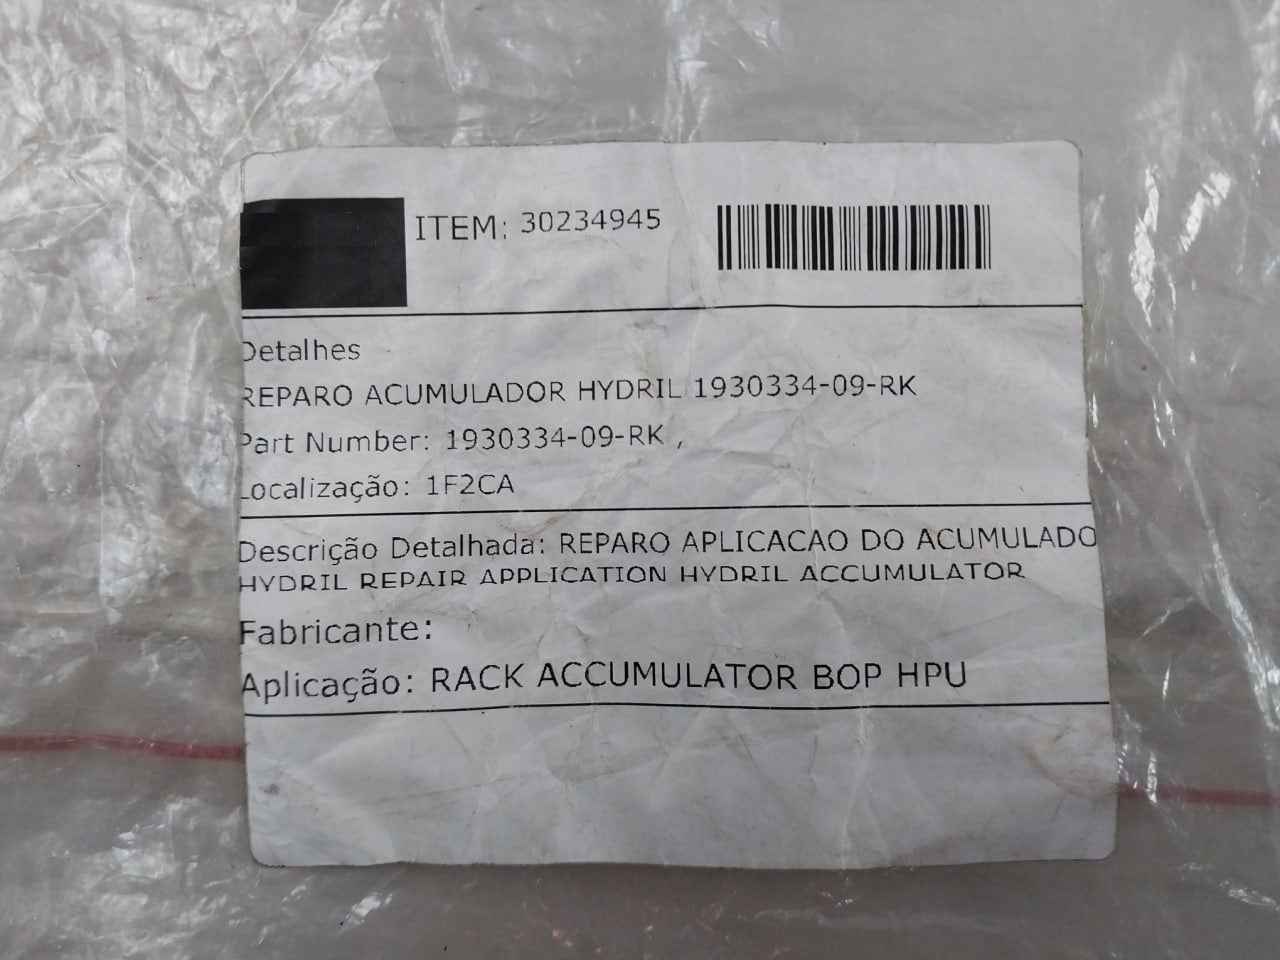 ITEM: 30234945
Detalhes
REPARO ACUMULADOR HYDRIL 1930334-09-RK
Part Number: 1930334-09-RK ,
Localização: 1F2CA
Descrição Detalhada: REPARO APLICACAO DO ACUMULADO
HYDRIL REPAIR APPLICATION HYDRIL ACCUMULATOR
Fabricante:
Aplicação: RACK ACCUMULATOR BOP HPU